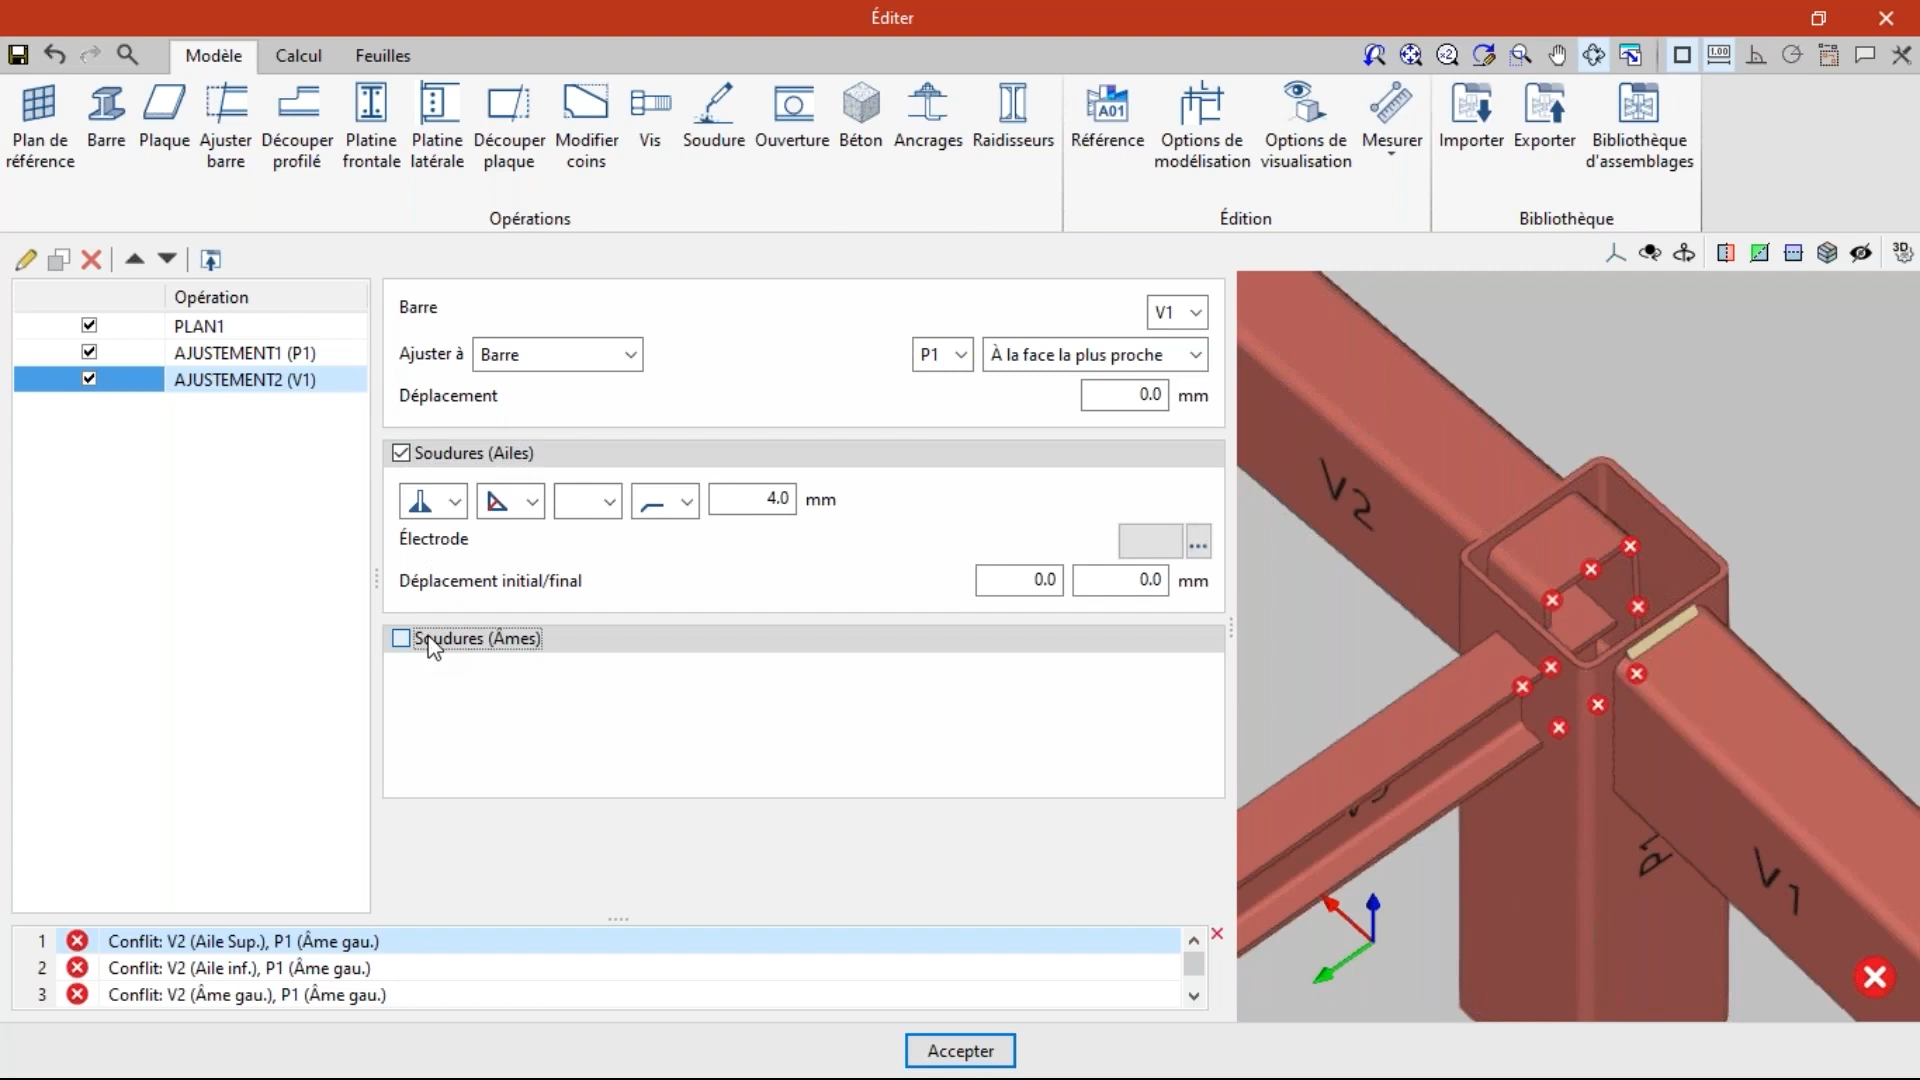 Éditer
Modèle
Calcul
Feuilles
1.00
Plan de
référence
Barre
Plaque
Ajuster
barre
Découper
profilé
Platine
frontale
Platine
latérale
Découper
plaque
Modifier
coins
Vis
Soudure
Ouverture
Béton
Ancrages
Raidisseurs
Opérations
A01
Référence
Options de
modélisation
Options de
visualisation
Mesurer
Édition
Importer
Exporter
Bibliothèque
d'assemblages
Bibliothèque
3D
Opération
PLAN1
AJUSTEMENT1 (P1)
AJUSTEMENT2 (V1)
Barre
V1
Ajuster à
Barre
P1
À la face la plus proche
Déplacement
0.0 mm
Soudures (Ailes)
4.0 mm
Électrode
...
Déplacement initial/final
0.0
0.0 mm
Soudures (Âmes)
V2
P1
V1
1 Conflit: V2 (Aile Sup.), P1 (Âme gau.)
2 Conflit: V2 (Aile inf.), P1 (Âme gau.)
3 Conflit: V2 (Âme gau.), P1 (Âme gau.)
Accepter